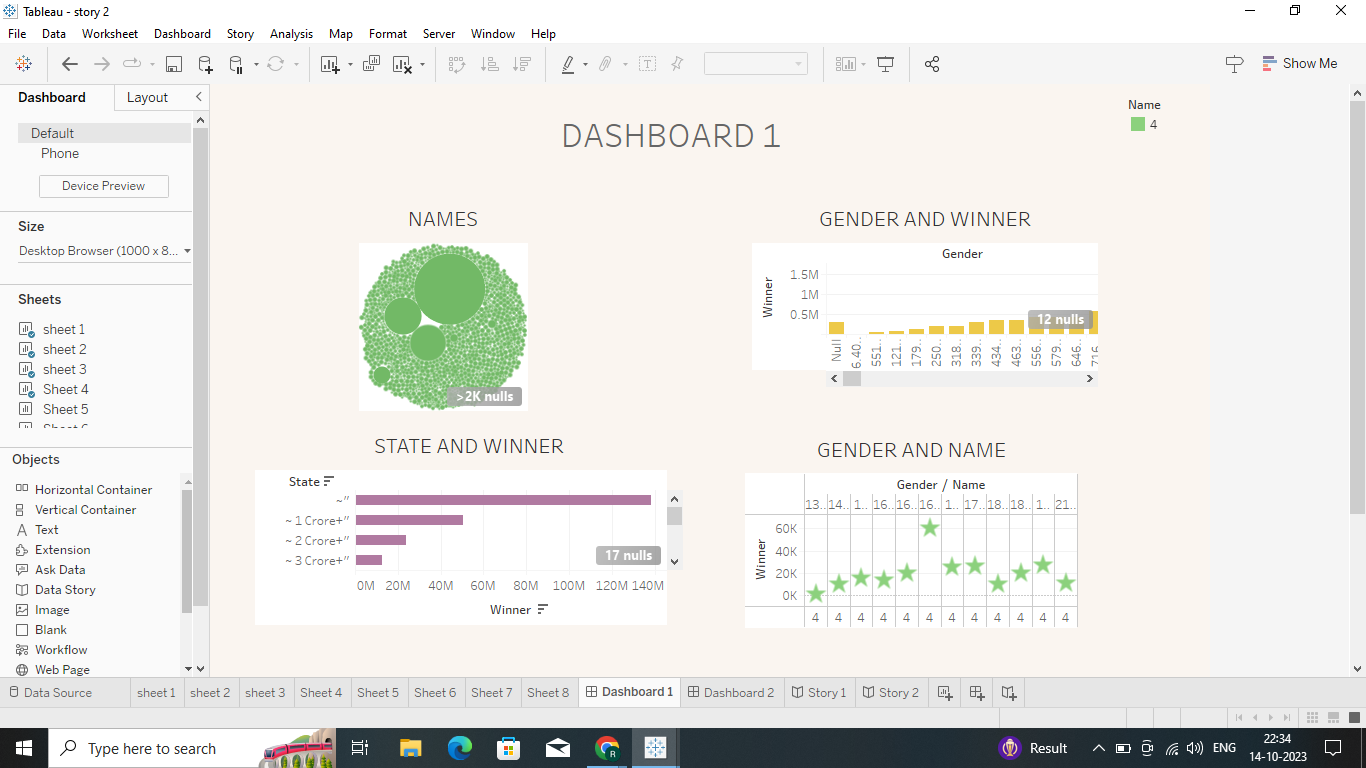 Tableau - story 2
File Data Worksheet Dashboard Story Analysis Map Format Server Window Help
Show Me
Dashboard Layout
Default
Phone
Device Preview
Size
Desktop Browser (1000 x 8...
Sheets
sheet 1
sheet 2
sheet 3
Sheet 4
Sheet 5
Objects
Horizontal Container
Vertical Container
Text
Extension
Ask Data
Data Story
Image
Blank
Workflow
Web Page
DASHBOARD 1
Name
4
NAMES
>2K nulls
GENDER AND WINNER
Gender
Winner
1.5M
1M
0.5M
12 nulls
Null 6.40.. 551.. 121.. 179.. 250.. 318.. 339.. 434.. 463.. 556.. 579.. 646.. 716..
STATE AND WINNER
State
~"
~ 1 Crore+"
~ 2 Crore+"
~ 3 Crore+"
17 nulls
0M 20M 40M 60M 80M 100M 120M 140M
Winner
GENDER AND NAME
Gender / Name
13.. 14.. 1.. 16.. 16.. 16.. 1.. 17.. 18.. 18.. 1.. 21..
Winner
60K
40K
20K
0K
4 4 4 4 4 4 4 4 4 4 4 4
Data Source sheet 1 sheet 2 sheet 3 Sheet 4 Sheet 5 Sheet 6 Sheet 7 Sheet 8 Dashboard 1 Dashboard 2 Story 1 Story 2
Type here to search
Result
ENG
22:34
14-10-2023